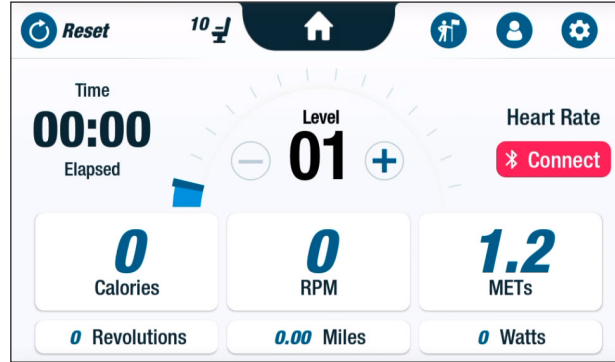 Reset
10
Time
00:00
Elapsed
Level
01
Heart Rate
Connect
0
Calories
0
RPM
1.2
METs
0 Revolutions
0.00 Miles
0 Watts